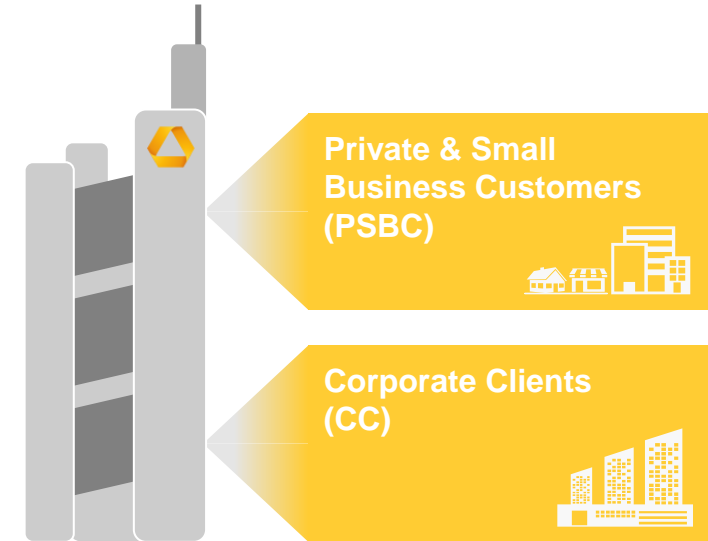 Private & Small
Business Customers
(PSBC)
Corporate Clients
(CC)